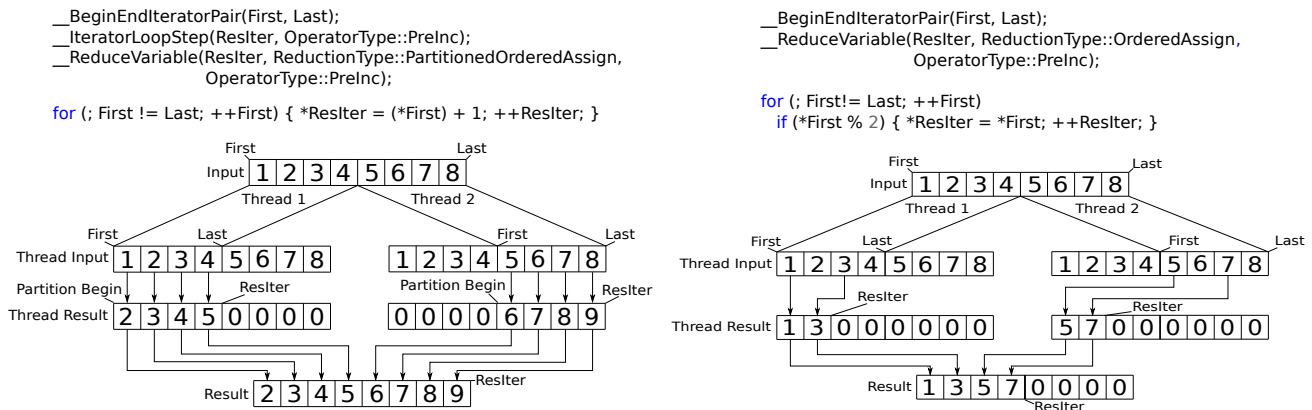 __BeginEndIteratorPair(First, Last);
__IteratorLoopStep(ResIter, OperatorType::PreInc);
__ReduceVariable(ResIter, ReductionType::PartitionedOrderedAssign,
OperatorType::PreInc);
for (; First != Last; ++First) { *ResIter = (*First) + 1; ++ResIter; }
First Last
Input 1 2 3 4 5 6 7 8
Thread 1 Thread 2
First Last First Last
Thread Input 1 2 3 4 5 6 7 8 1 2 3 4 5 6 7 8
Partition Begin ResIter Partition Begin ResIter
Thread Result 2 3 4 5 0 0 0 0 0 0 0 0 6 7 8 9
Result 2 3 4 5 6 7 8 9 ResIter
__BeginEndIteratorPair(First, Last);
__ReduceVariable(ResIter, ReductionType::OrderedAssign,
OperatorType::PreInc);
for (; First!= Last; ++First)
if (*First % 2) { *ResIter = *First; ++ResIter; }
First Last
Input 1 2 3 4 5 6 7 8
Thread 1 Thread 2
First Last First Last
Thread Input 1 2 3 4 5 6 7 8 1 2 3 4 5 6 7 8
ResIter ResIter
Thread Result 1 3 0 0 0 0 0 0 5 7 0 0 0 0 0 0
Result 1 3 5 7 0 0 0 0
ResIter